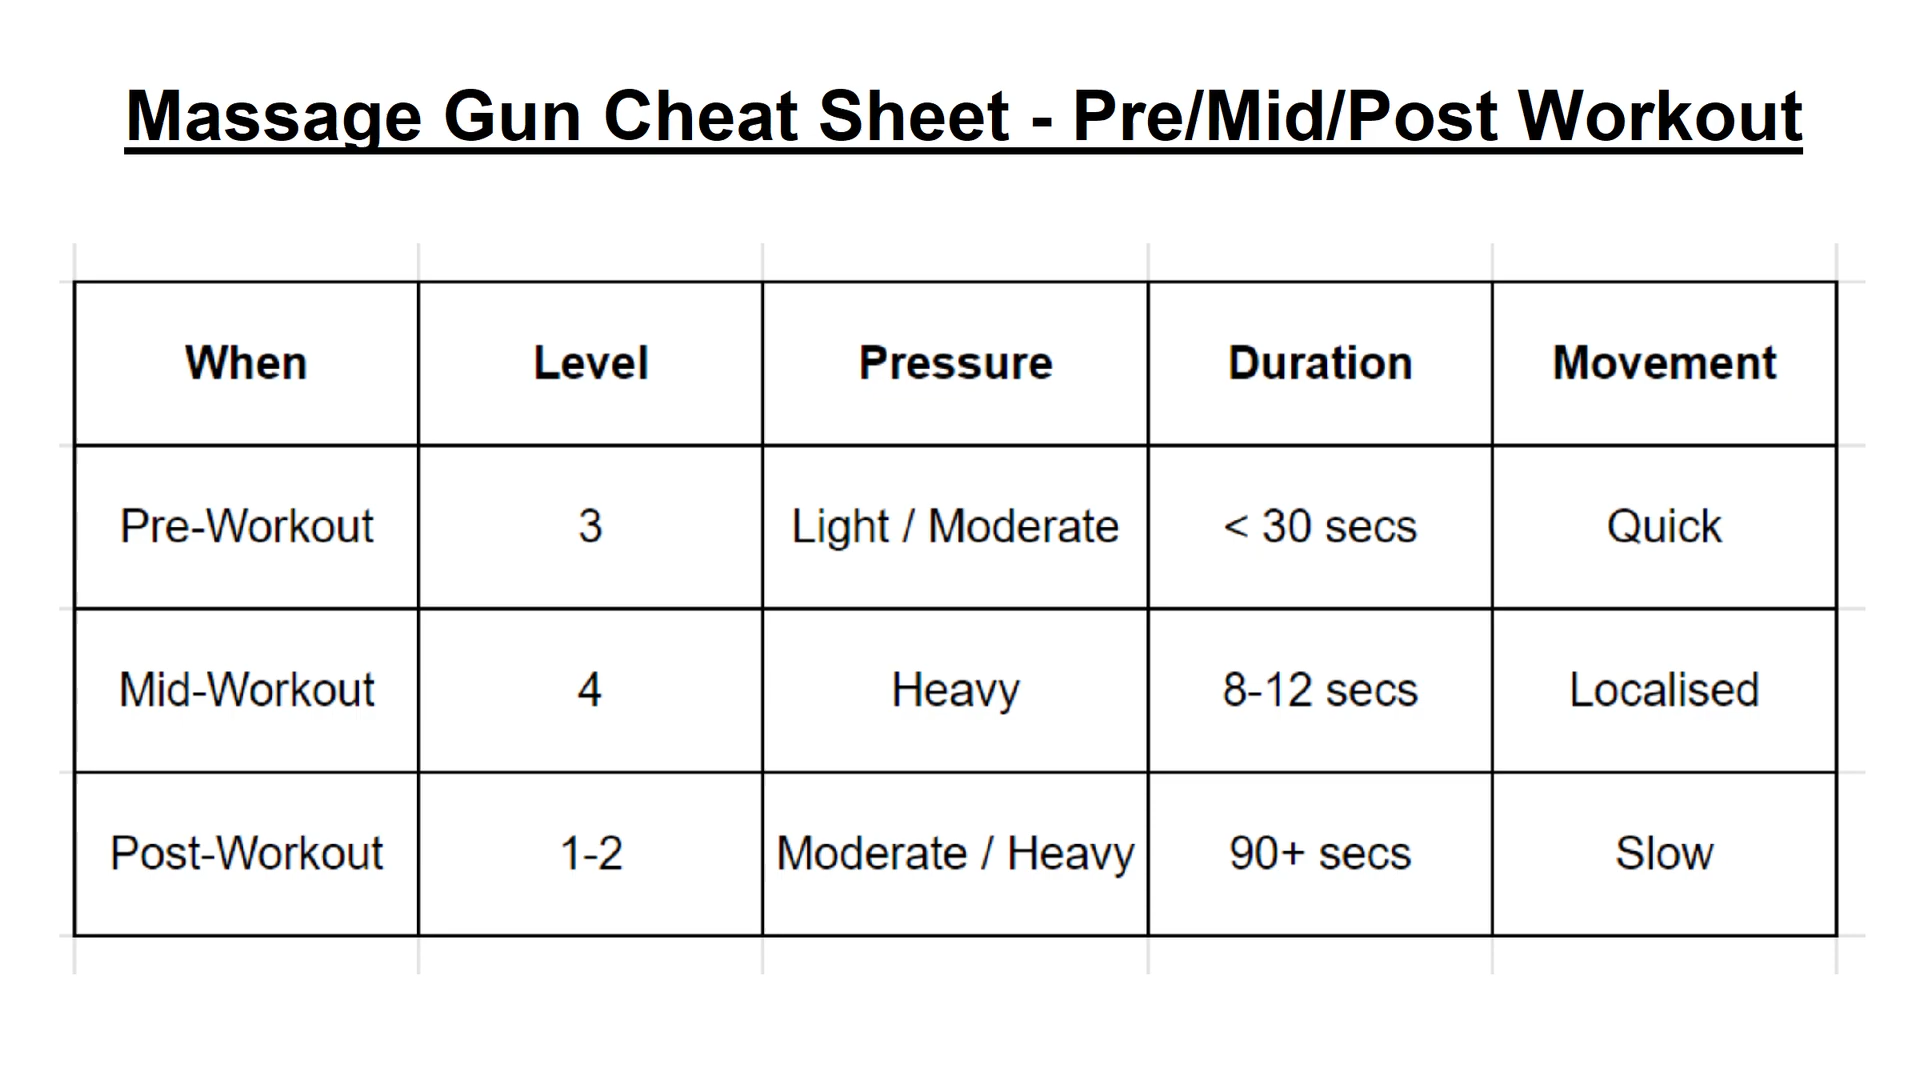 Massage Gun Cheat Sheet - Pre/Mid/Post Workout
When Level Pressure Duration Movement
Pre-Workout 3 Light / Moderate < 30 secs Quick
Mid-Workout 4 Heavy 8-12 secs Localised
Post-Workout 1-2 Moderate / Heavy 90+ secs Slow